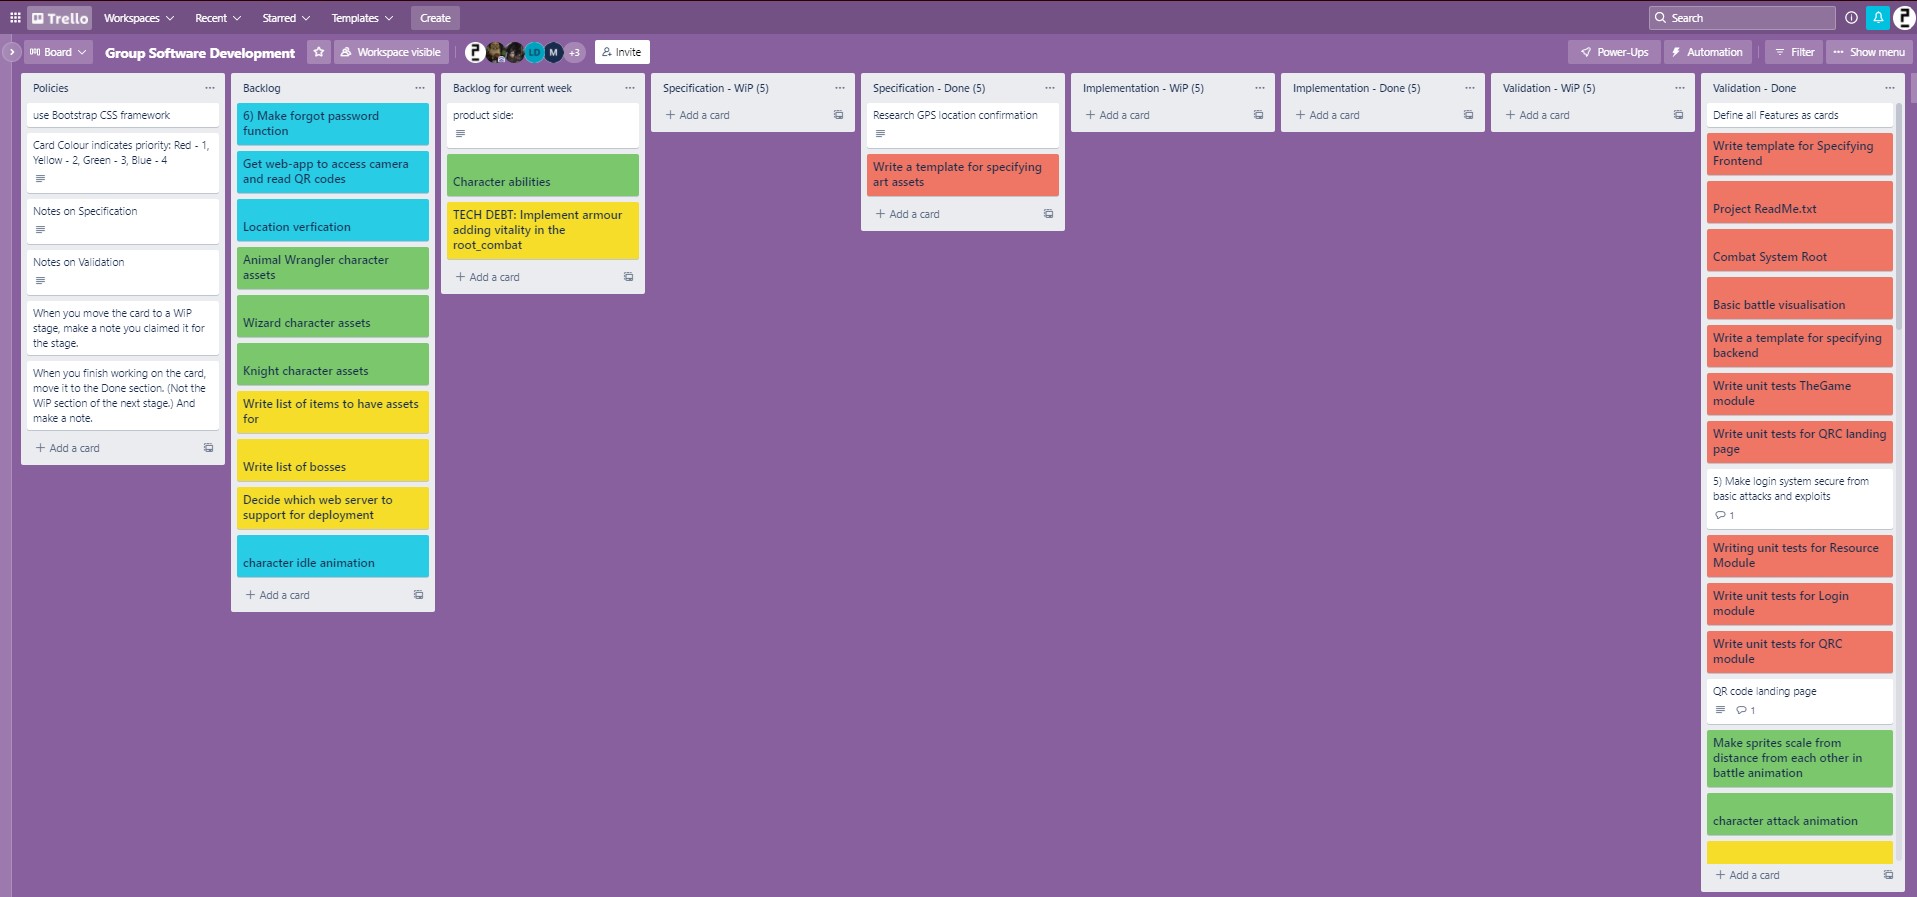 Trello
Workspaces
Recent
Starred
Templates
Create
Search
Board
Group Software Development
Workspace visible
LD
M
+3
Invite
Power-Ups
Automation
Filter
Show menu
Policies
use Bootstrap CSS framework
Card Colour indicates priority: Red - 1,
Yellow - 2, Green - 3, Blue - 4
Notes on Specification
Notes on Validation
When you move the card to a WiP
stage, make a note you claimed it for
the stage.
When you finish working on the card,
move it to the Done section. (Not the
WiP section of the next stage.) And
make a note.
+ Add a card
Backlog
6) Make forgot password
function
Get web-app to access camera
and read QR codes
Location verfication
Animal Wrangler character
assets
Wizard character assets
Knight character assets
Write list of items to have assets
for
Write list of bosses
Decide which web server to
support for deployment
character idle animation
+ Add a card
Backlog for current week
product side:
Character abilities
TECH DEBT: Implement armour
adding vitality in the
root_combat
+ Add a card
Specification - WiP (5)
+ Add a card
Specification - Done (5)
Research GPS location confirmation
Write a template for specifying
art assets
+ Add a card
Implementation - WiP (5)
+ Add a card
Implementation - Done (5)
+ Add a card
Validation - WiP (5)
+ Add a card
Validation - Done
Define all Features as cards
Write template for Specifying
Frontend
Project ReadMe.txt
Combat System Root
Basic battle visualisation
Write a template for specifying
backend
Write unit tests TheGame
module
Write unit tests for QRC landing
page
5) Make login system secure from
basic attacks and exploits
1
Writing unit tests for Resource
Module
Write unit tests for Login
module
Write unit tests for QRC
module
QR code landing page
1
Make sprites scale from
distance from each other in
battle animation
character attack animation
+ Add a card